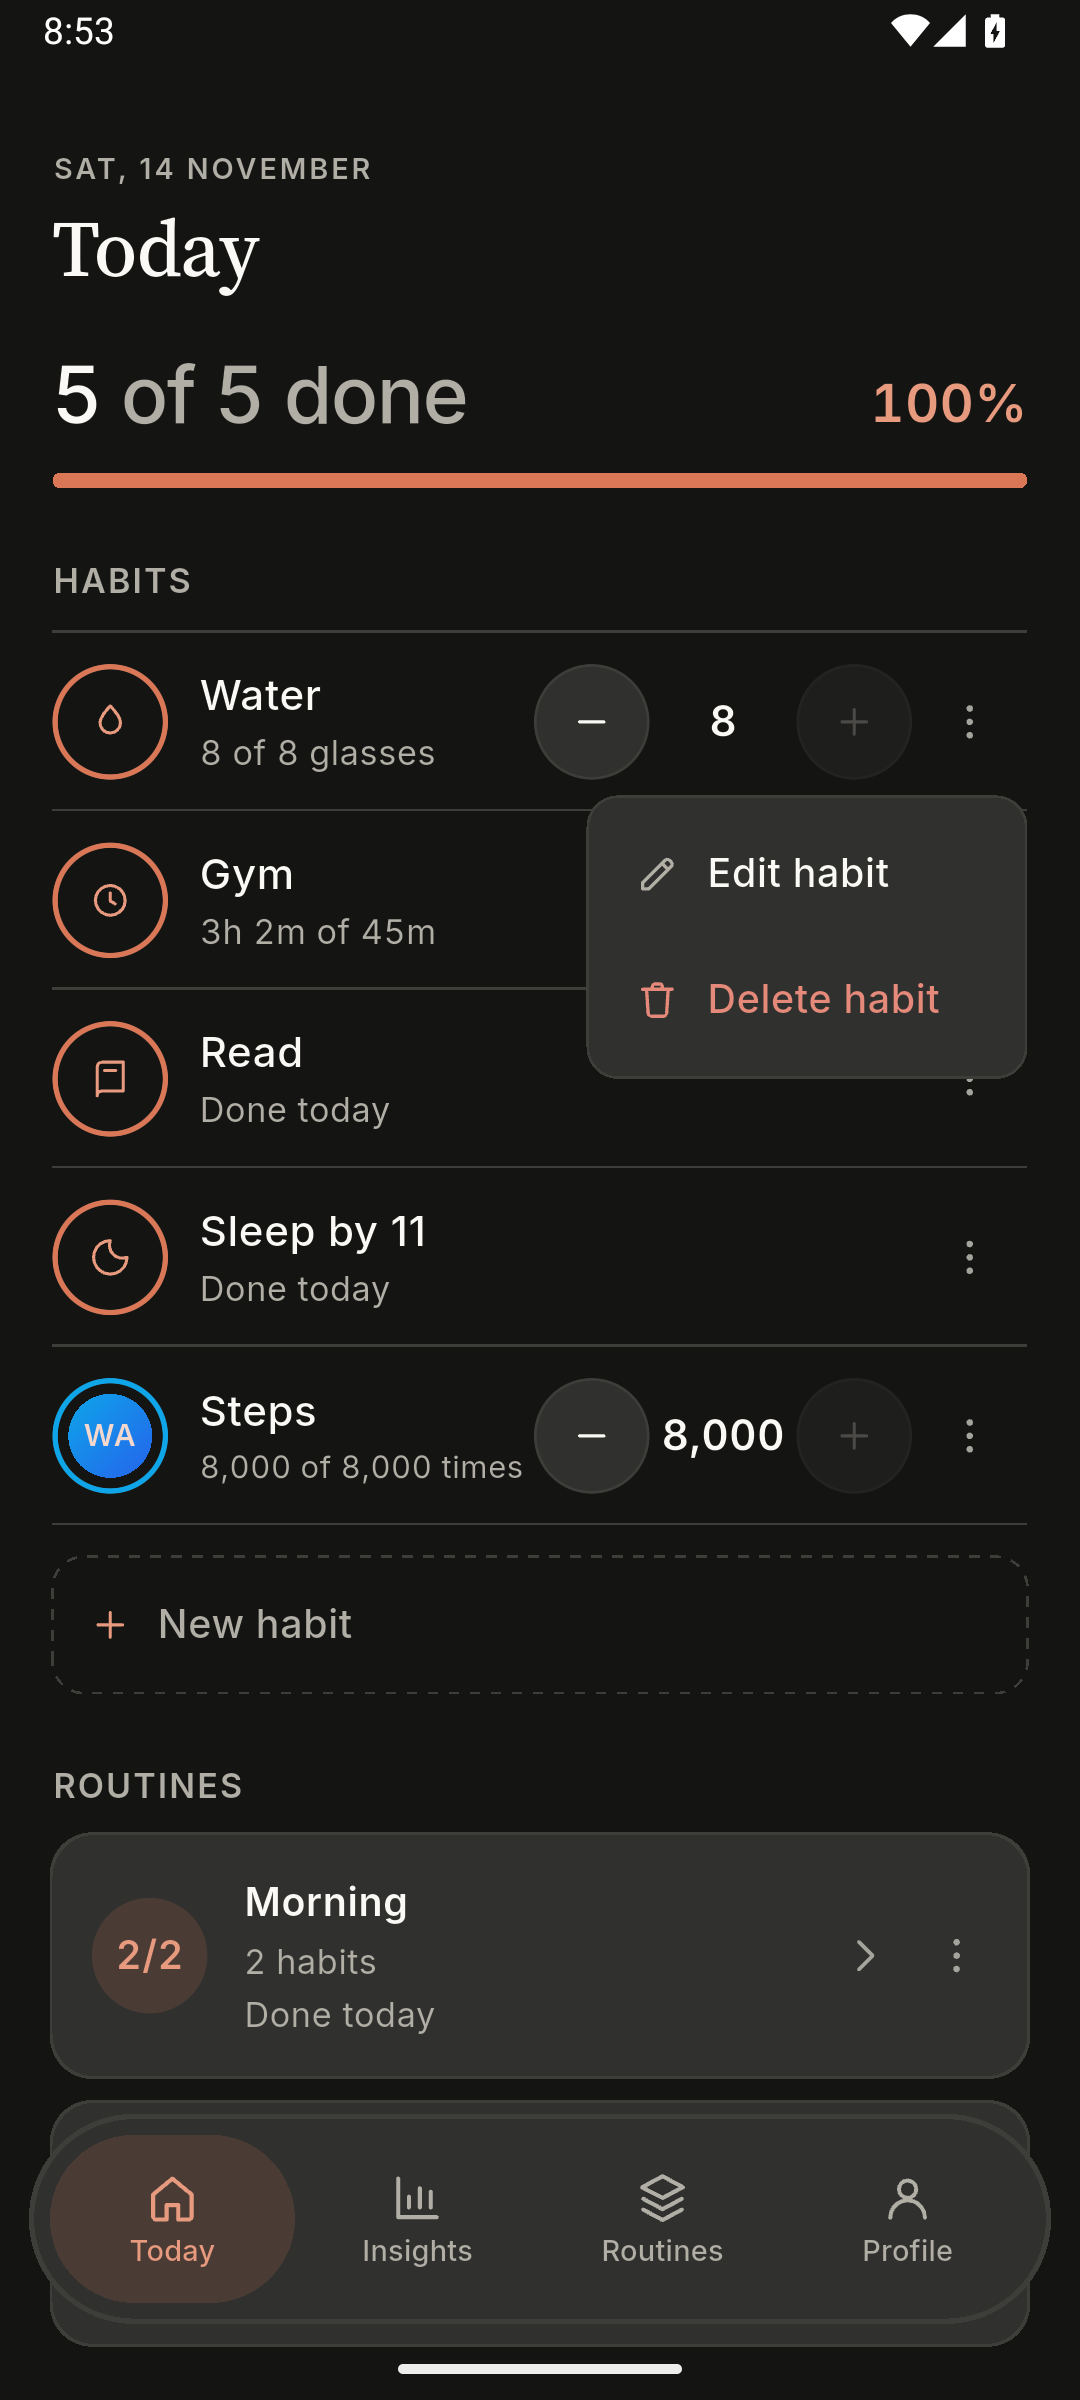 8:53
SAT, 14 NOVEMBER
Today
5 of 5 done
100%
HABITS
Water
8 of 8 glasses
8
Gym
3h 2m of 45m
Edit habit
Delete habit
Read
Done today
Sleep by 11
Done today
WA
Steps
8,000 of 8,000 times
8,000
New habit
ROUTINES
2/2
Morning
2 habits
Done today
Today
Insights
Routines
Profile